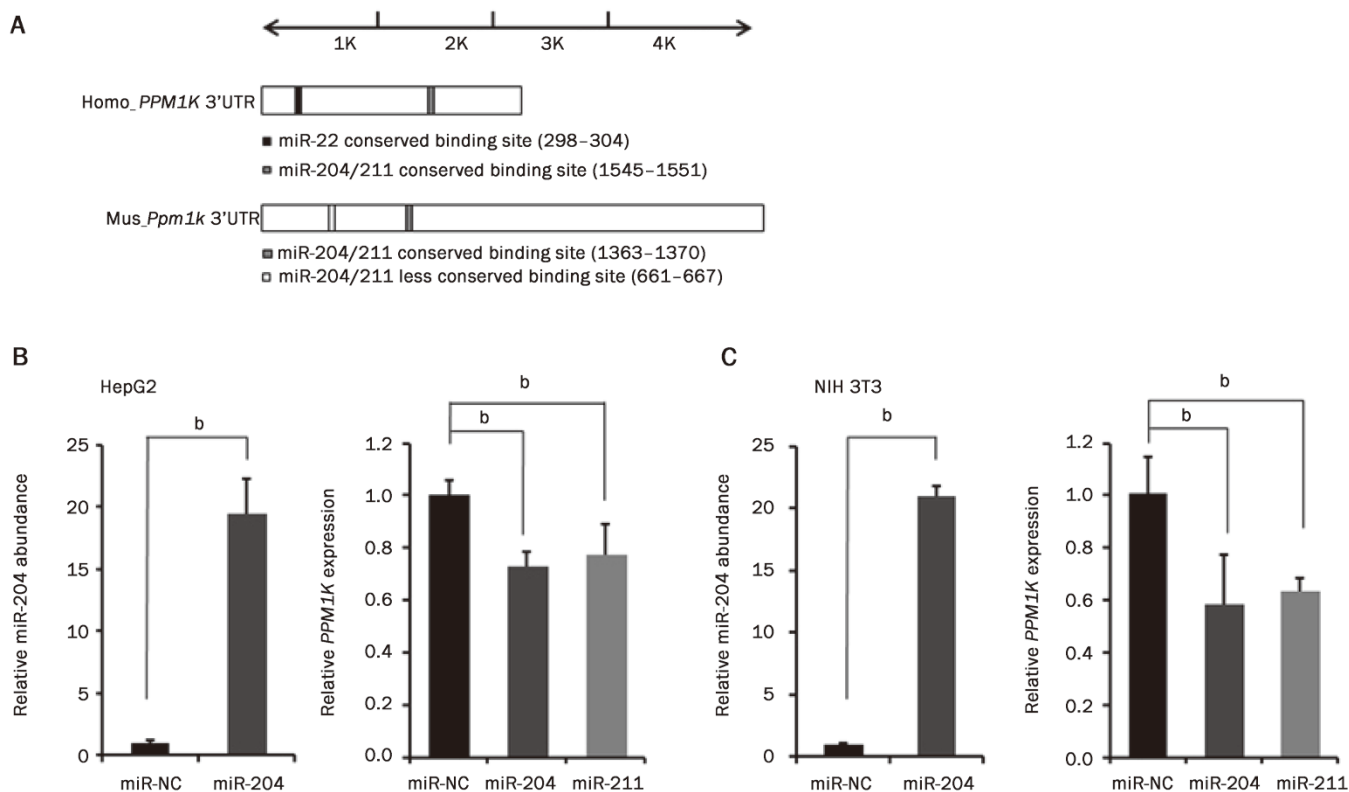 A
1K 2K 3K 4K
Homo_PPM1K 3'UTR
miR-22 conserved binding site (298–304)
miR-204/211 conserved binding site (1545–1551)
Mus_Ppm1k 3'UTR
miR-204/211 conserved binding site (1363–1370)
miR-204/211 less conserved binding site (661–667)
B
HepG2
Relative miR-204 abundance
25
20
15
10
5
0
b
miR-NC miR-204
Relative PPM1K expression
1.2
1.0
0.8
0.6
0.4
0.2
0.0
b
b
miR-NC miR-204 miR-211
C
NIH 3T3
Relative miR-204 abundance
25
20
15
10
5
0
b
miR-NC miR-204
Relative PPM1K expression
1.2
1.0
0.8
0.6
0.4
0.2
0.0
b
b
miR-NC miR-204 miR-211